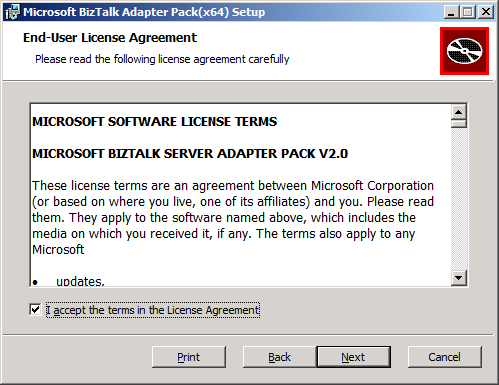 Microsoft BizTalk Adapter Pack(x64) Setup
End-User License Agreement
Please read the following license agreement carefully
MICROSOFT SOFTWARE LICENSE TERMS
MICROSOFT BIZTALK SERVER ADAPTER PACK V2.0
These license terms are an agreement between Microsoft Corporation
(or based on where you live, one of its affiliates) and you. Please read
them. They apply to the software named above, which includes the
media on which you received it, if any. The terms also apply to any
Microsoft
• updates,
I accept the terms in the License Agreement
Print Back Next Cancel